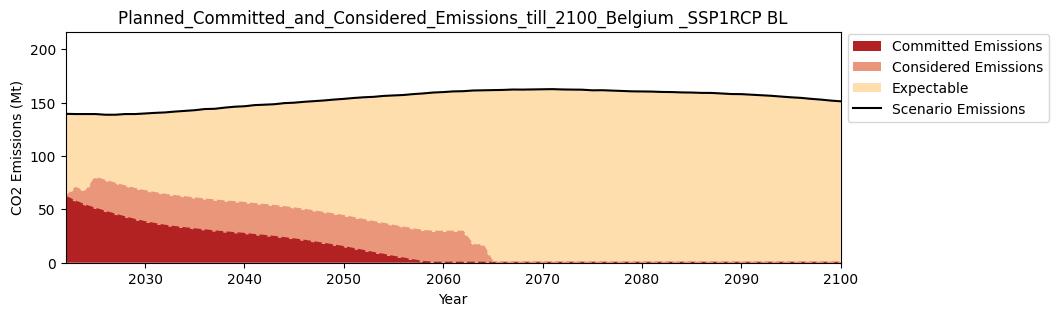 Planned_Committed_and_Considered_Emissions_till_2100_Belgium _SSP1RCP BL
CO2 Emissions (Mt)
200
150
100
50
0
2030 2040 2050 2060 2070 2080 2090 2100
Year
Committed Emissions
Considered Emissions
Expectable
Scenario Emissions